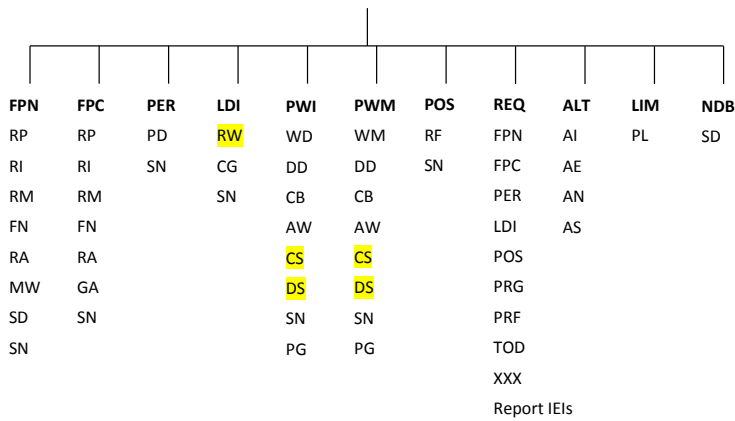 FPN FPC PER LDI PWI PWM POS REQ ALT LIM NDB
RP RP PD RW WD WM RF FPN AI PL SD
RI RI SN CG DD DD SN FPC AE
RM RM SN CB CB PER AN
FN FN AW AW LDI AS
RA RA CS CS POS
MW GA DS DS PRG
SD SN SN SN PRF
SN PG PG TOD
XXX
Report IEIs